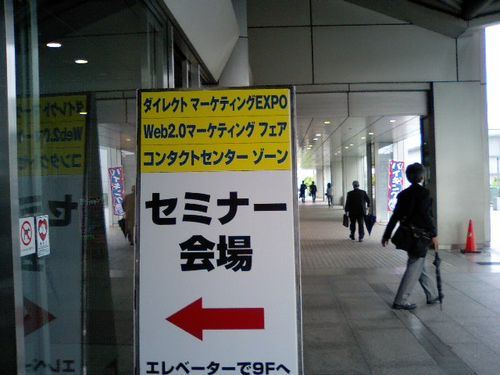 ダイレクト マーケティングEXPO
Web2.0マーケティング フェア
コンタクトセンター ゾーン
セミナー
会場
エレベーターで9Fへ